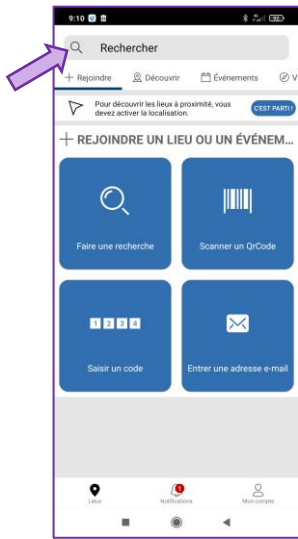 9:10
Rechercher
Rejoindre Découvrir Événements V
Pour découvrir les lieux à proximité, vous
devez activer la localisation.
C'EST PARTI !
REJOINDRE UN LIEU OU UN ÉVÉNEM...
Faire une recherche Scanner un QrCode
1 2 3 4
Saisir un code Entrer une adresse e-mail
1
Lieux Notifications Mon compte